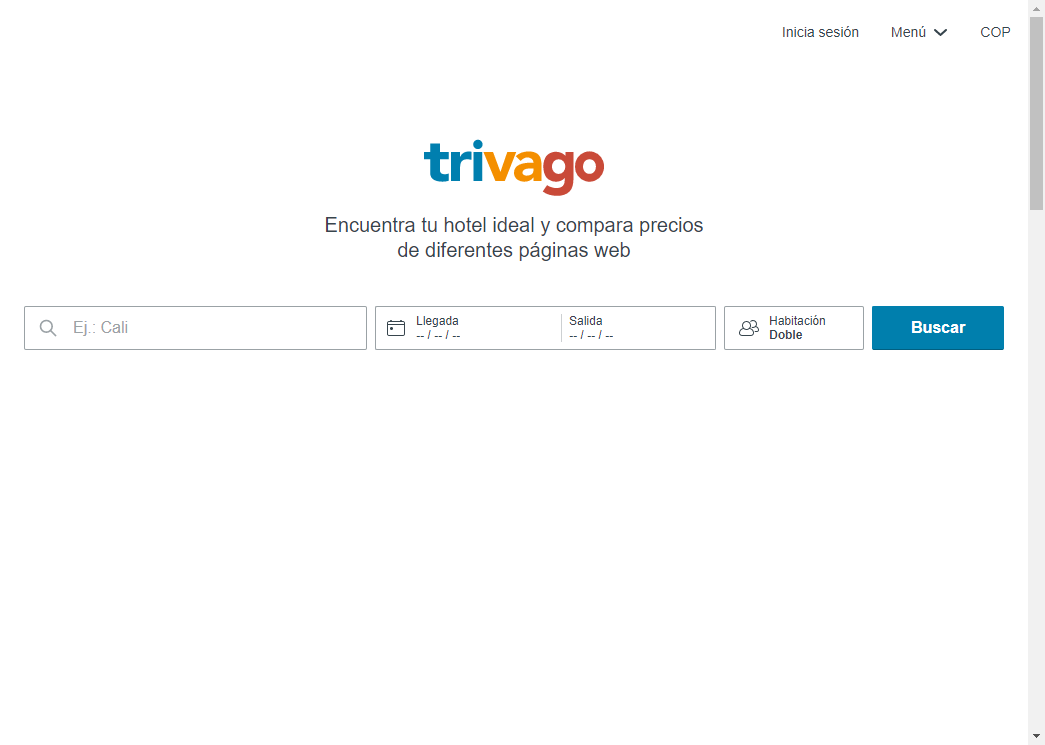 Inicia sesión
Menú
COP
trivago
Encuentra tu hotel ideal y compara precios
de diferentes páginas web
Ej.: Cali
Llegada
-- / -- / --
Salida
-- / -- / --
Habitación
Doble
Buscar